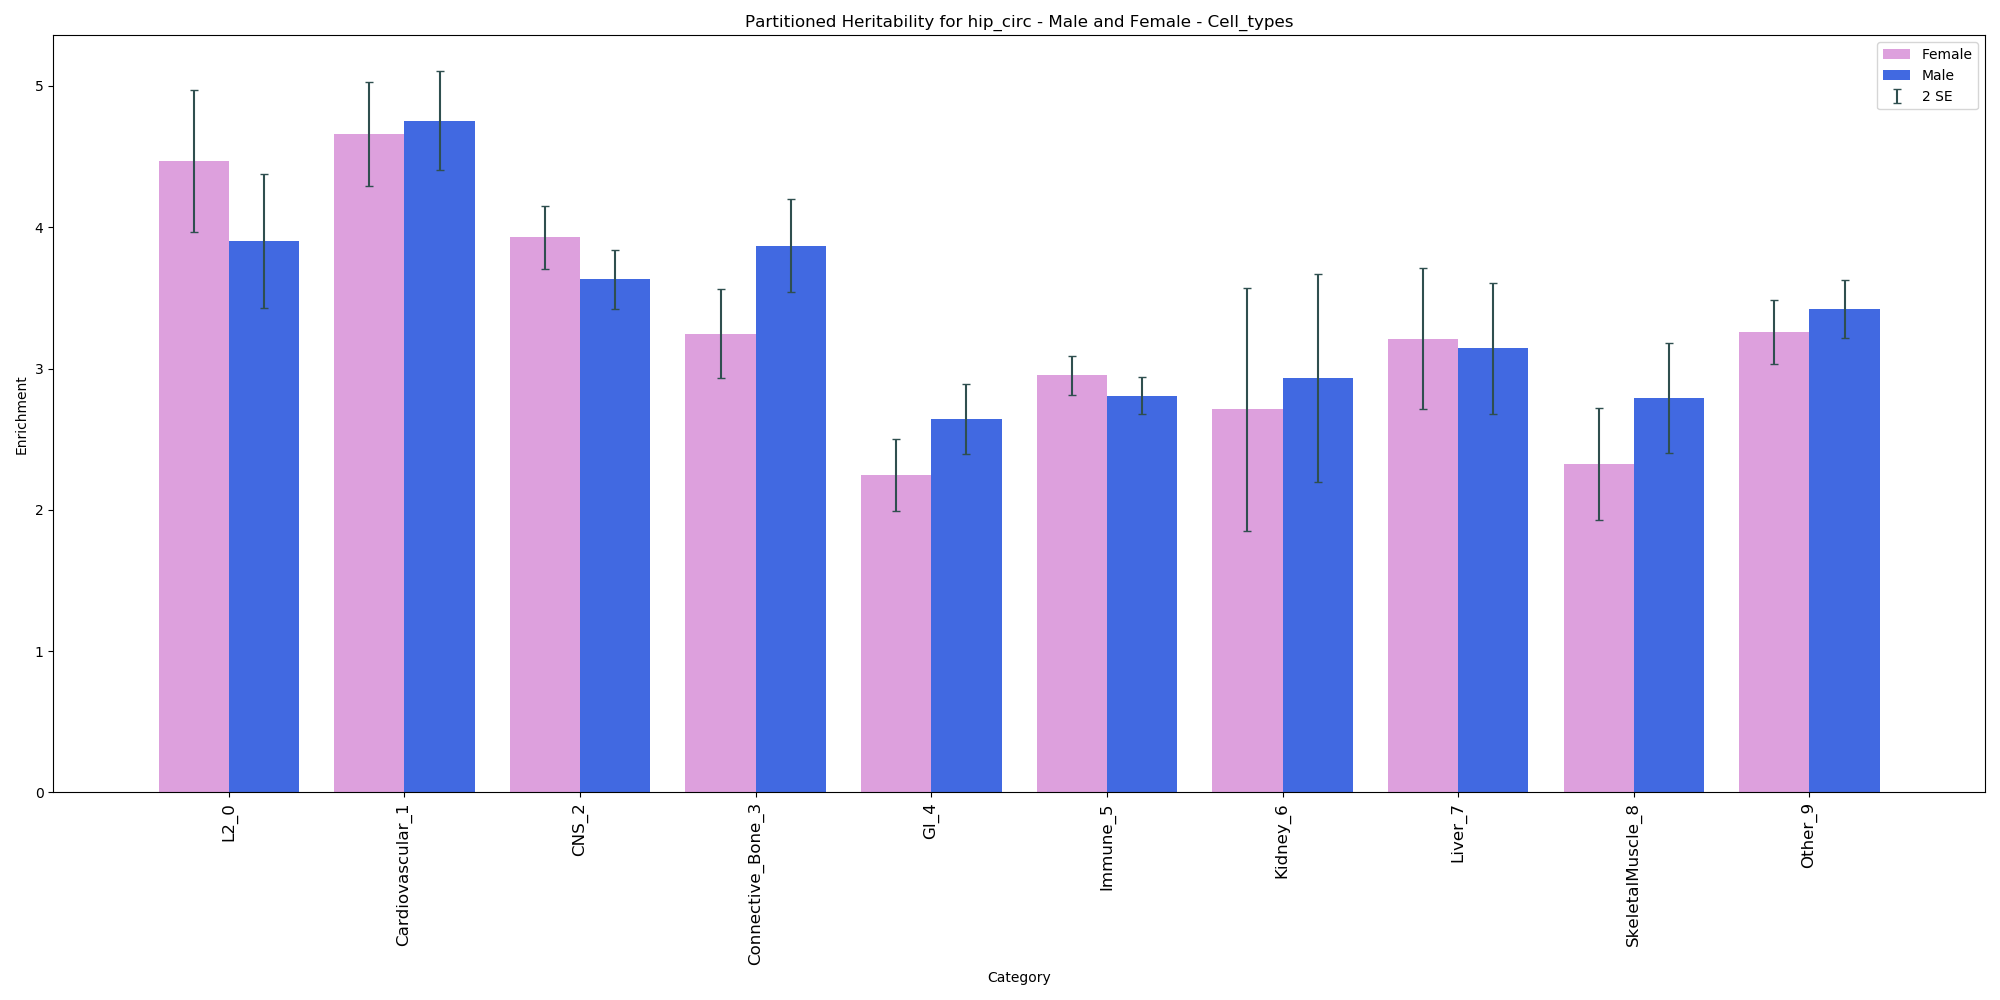 Partitioned Heritability for hip_circ - Male and Female - Cell_types
Female
Male
2 SE
5
4
3
2
1
0
Enrichment
L2_0
Cardiovascular_1
CNS_2
Connective_Bone_3
GI_4
Immune_5
Kidney_6
Liver_7
SkeletalMuscle_8
Other_9
Category